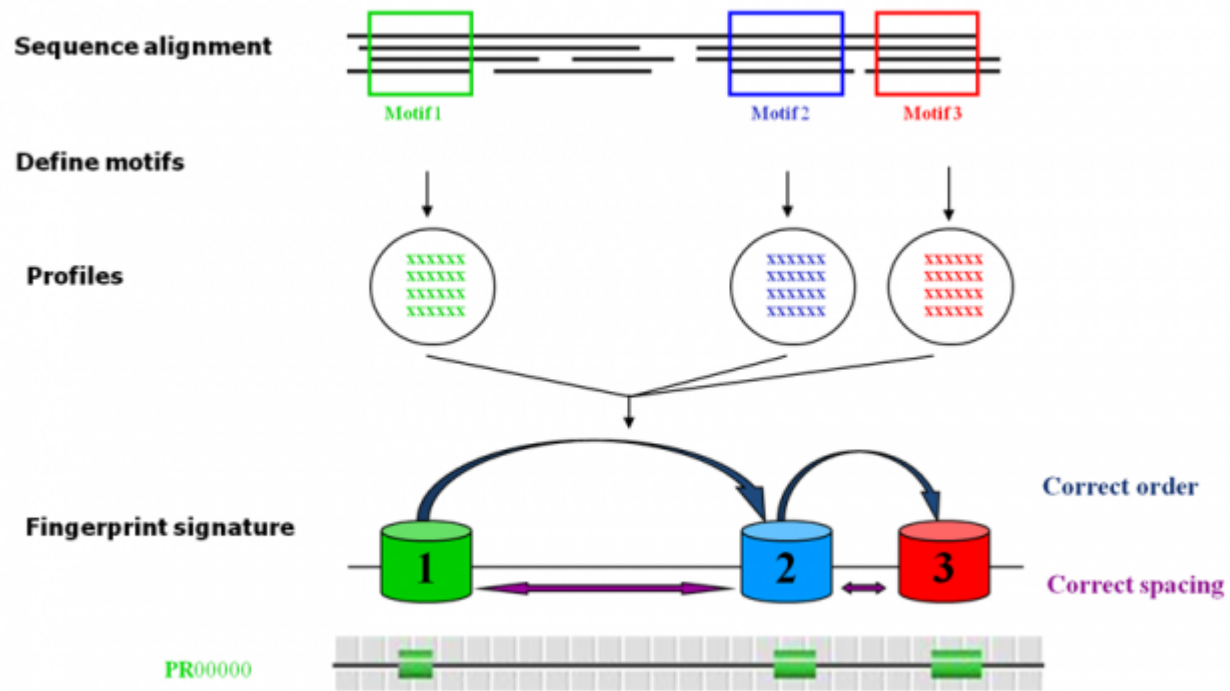 Sequence alignment
Motif 1
Motif 2
Motif 3
Define motifs
Profiles
xxxxxx
xxxxxx
xxxxxx
xxxxxx
xxxxxx
xxxxxx
xxxxxx
xxxxxx
xxxxxx
xxxxxx
xxxxxx
xxxxxx
Correct order
Fingerprint signature
1
2
3
Correct spacing
PR00000